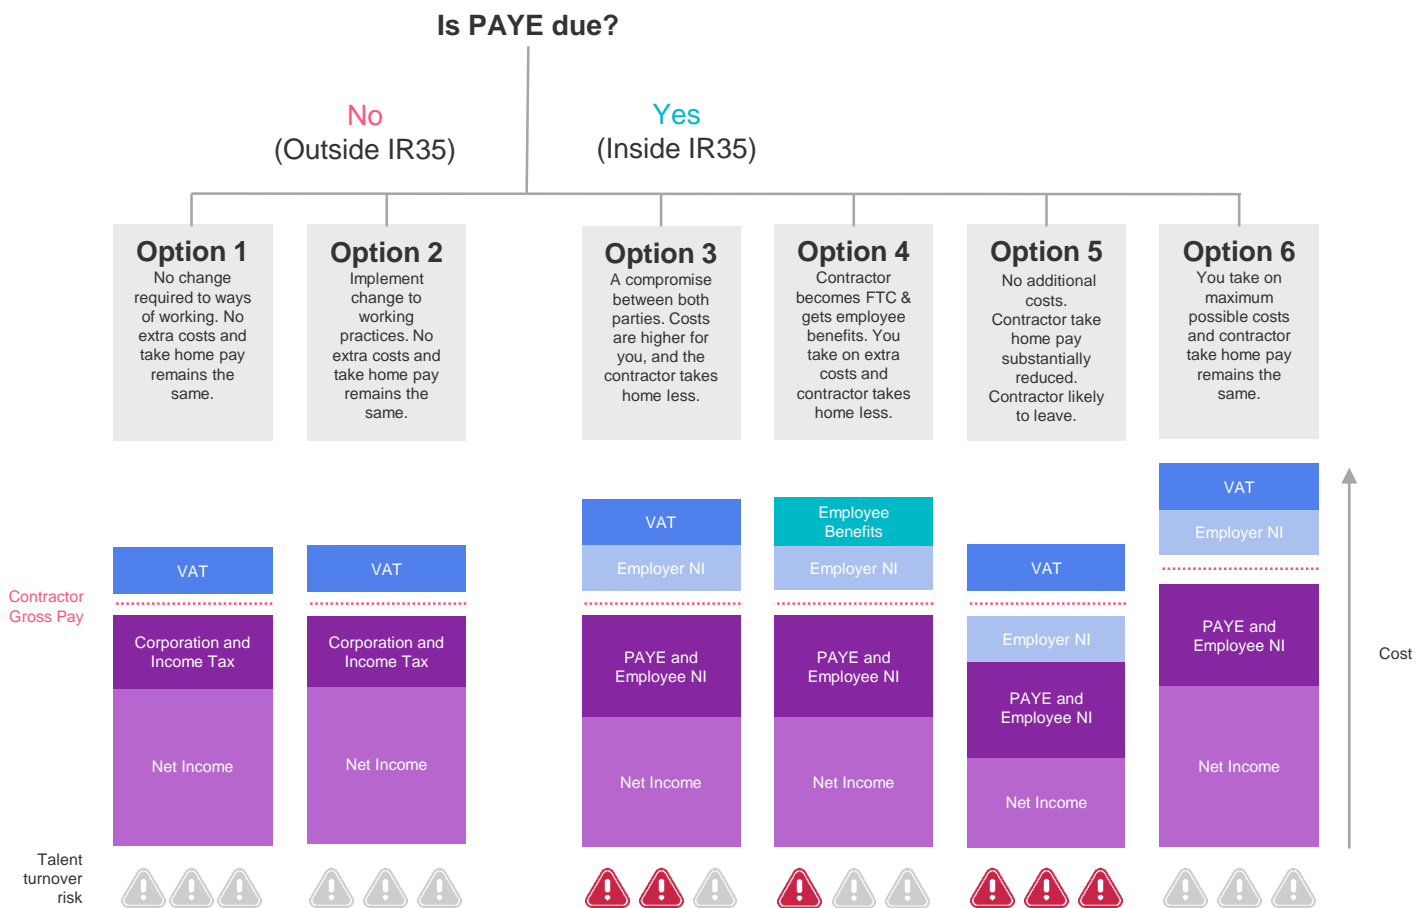 Is PAYE due?
No
(Outside IR35)
Yes
(Inside IR35)
Option 1
No change
required to ways
of working. No
extra costs and
take home pay
remains the
same.
Option 2
Implement
change to
working
practices. No
extra costs and
take home pay
remains the
same.
Option 3
A compromise
between both
parties. Costs
are higher for
you, and the
contractor takes
home less.
Option 4
Contractor
becomes FTC &
gets employee
benefits. You
take on extra
costs and
contractor takes
home less.
Option 5
No additional
costs.
Contractor take
home pay
substantially
reduced.
Contractor likely
to leave.
Option 6
You take on
maximum
possible costs
and contractor
take home pay
remains the
same.
Contractor
Gross Pay
VAT
Corporation and
Income Tax
Net Income
VAT
Corporation and
Income Tax
Net Income
VAT
Employer NI
PAYE and
Employee NI
Net Income
Employee
Benefits
Employer NI
PAYE and
Employee NI
Net Income
VAT
Employer NI
PAYE and
Employee NI
Net Income
VAT
Employer NI
PAYE and
Employee NI
Net Income
Cost
Talent
turnover
risk